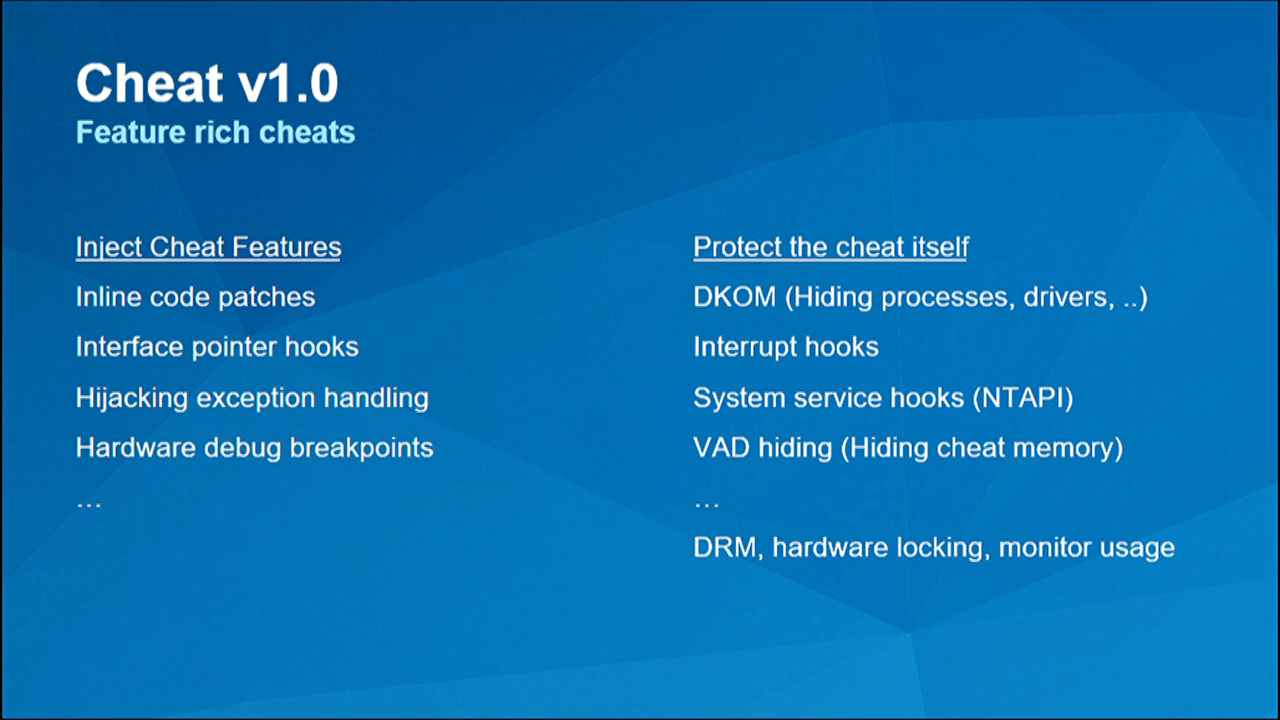 Cheat v1.0
Feature rich cheats
Inject Cheat Features
Inline code patches
Interface pointer hooks
Hijacking exception handling
Hardware debug breakpoints
...
Protect the cheat itself
DKOM (Hiding processes, drivers, ..)
Interrupt hooks
System service hooks (NTAPI)
VAD hiding (Hiding cheat memory)
...
DRM, hardware locking, monitor usage